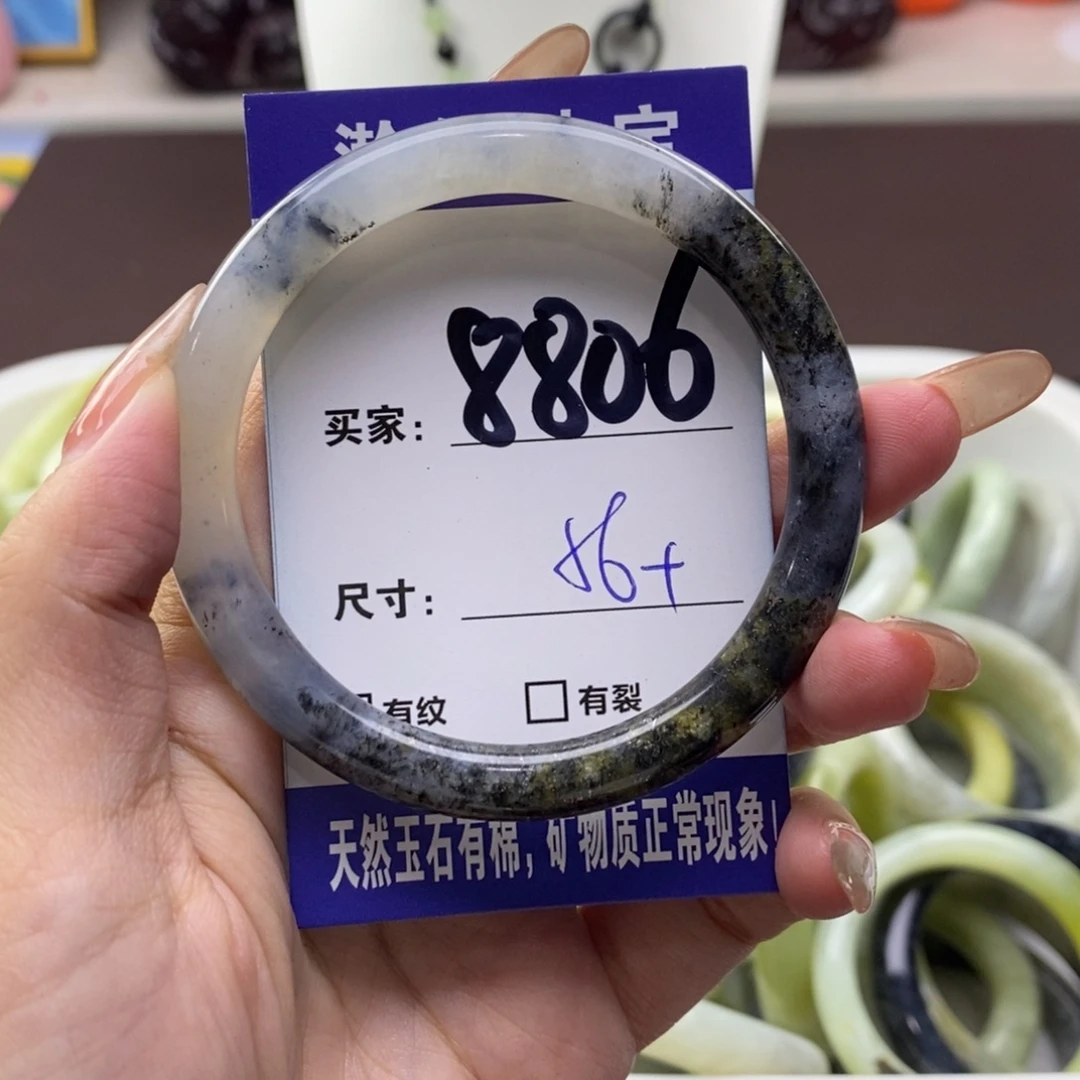 买家：8806
尺寸：56+
有纹 □有裂
天然玉石有棉，矿物质正常现象！